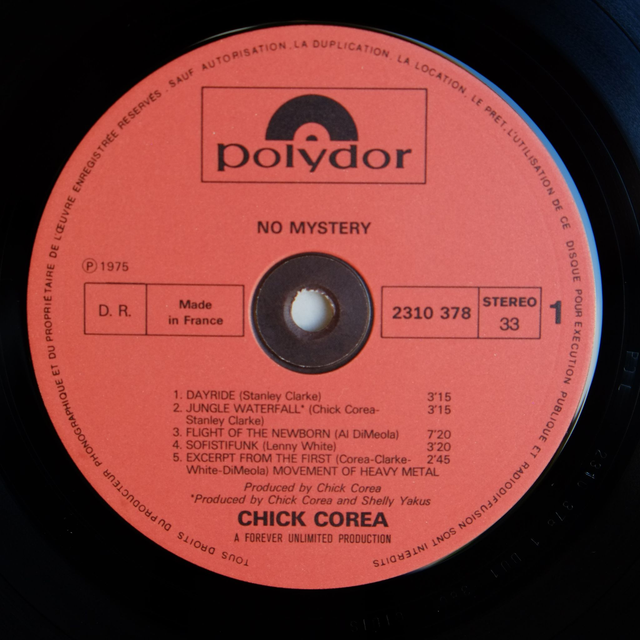 TOUS DROITS DU PRODUCTEUR PHONOGRAPHIQUE ET DU PROPRIÉTAIRE DE L'ŒUVRE ENREGISTRÉE RÉSERVÉS. SAUF AUTORISATION, LA DUPLICATION, LA LOCATION, LE PRÊT, L'UTILISATION DE CE DISQUE POUR EXECUTION PUBLIQUE ET RADIODIFFUSION SONT INTERDITS
polydor
NO MYSTERY
Ⓟ 1975
D. R.
Made
in France
2310 378
STEREO
33
1
1. DAYRIDE (Stanley Clarke) 3'15
2. JUNGLE WATERFALL* (Chick Corea- 3'15
Stanley Clarke)
3. FLIGHT OF THE NEWBORN (Al DiMeola) 7'20
4. SOFISTIFUNK (Lenny White) 3'20
5. EXCERPT FROM THE FIRST (Corea-Clarke- 2'45
White-DiMeola) MOVEMENT OF HEAVY METAL
Produced by Chick Corea
*Produced by Chick Corea and Shelly Yakus
CHICK COREA
A FOREVER UNLIMITED PRODUCTION